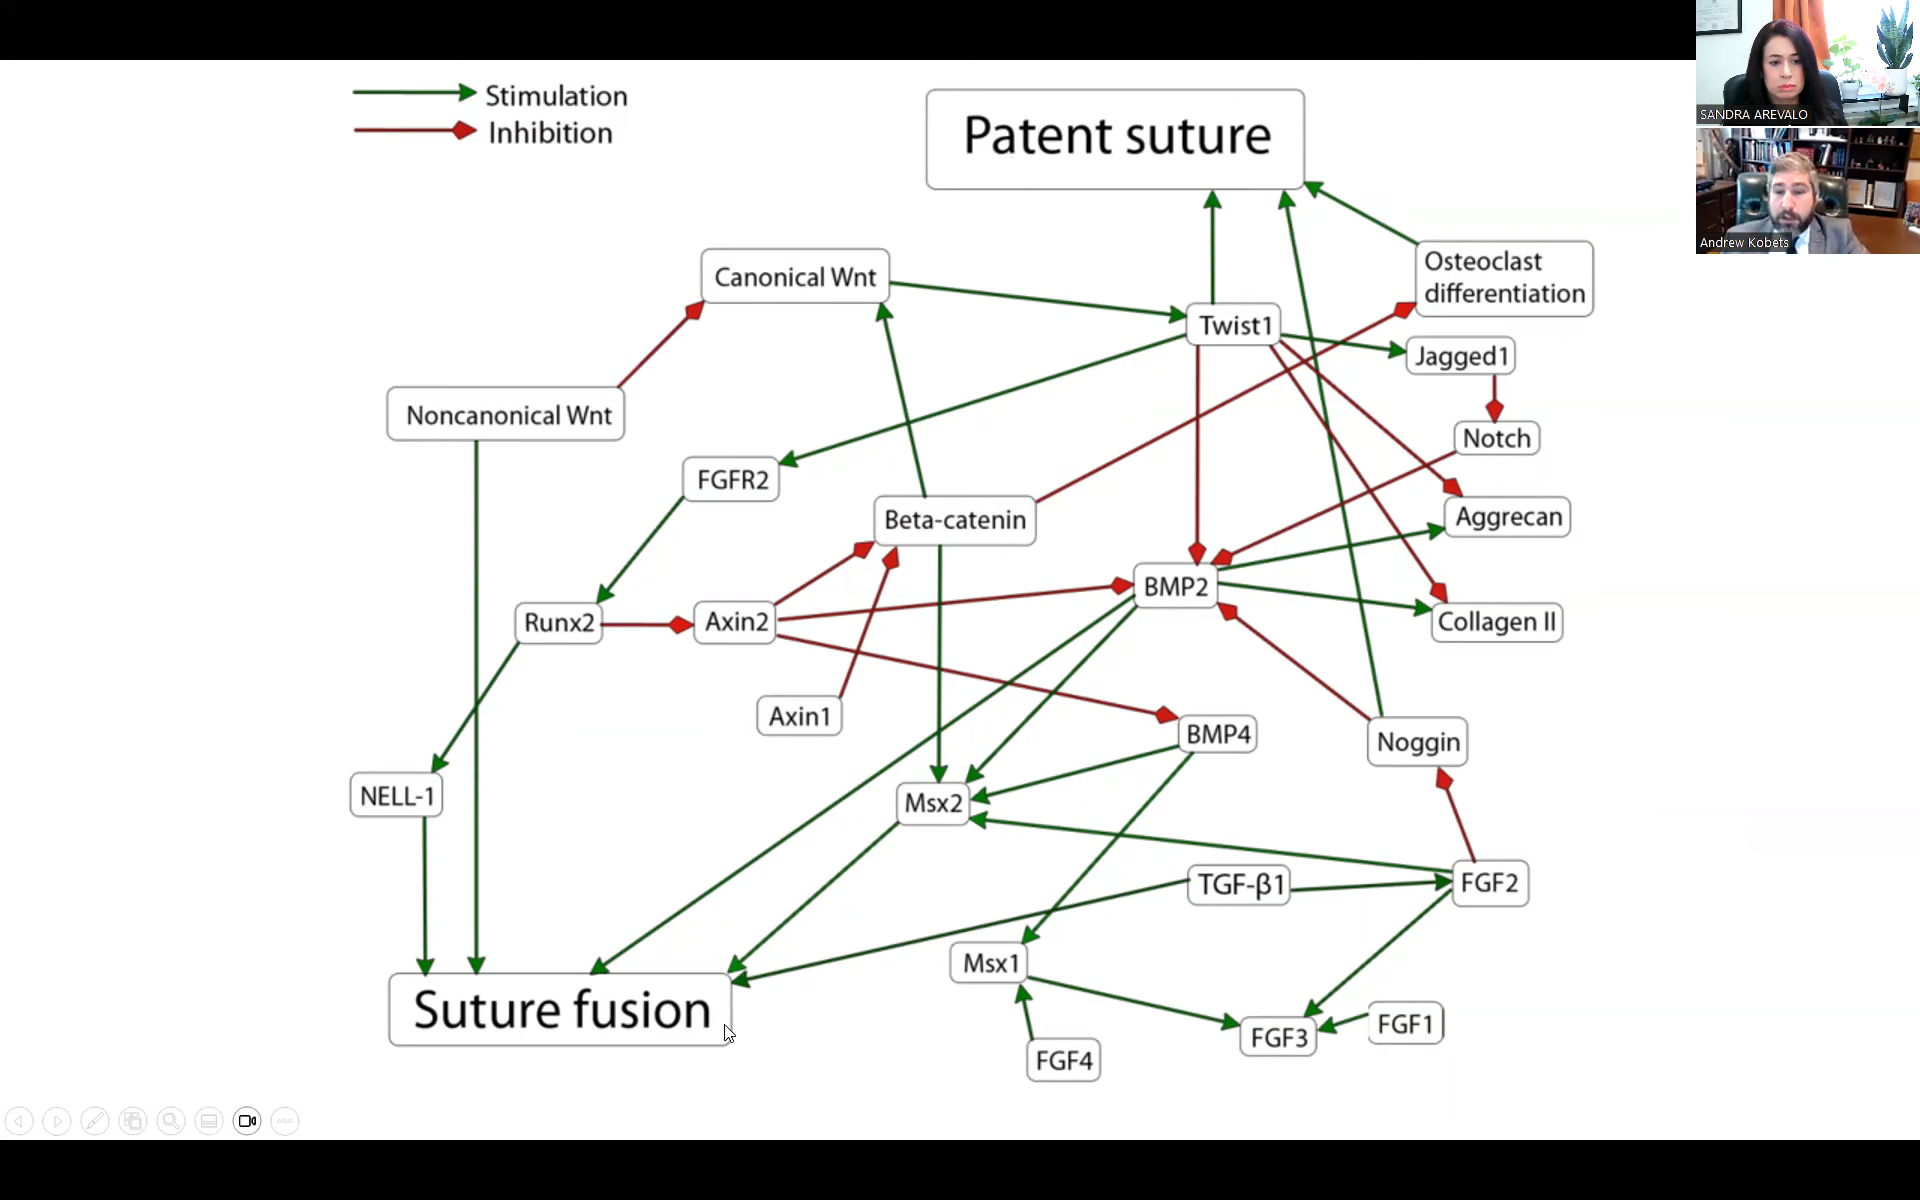 SANDRA AREVALO
Andrew Kobets
Stimulation
Inhibition
Patent suture
Canonical Wnt
Osteoclast
differentiation
Twist1
Jagged1
Noncanonical Wnt
Notch
FGFR2
Beta-catenin
Aggrecan
BMP2
Runx2
Axin2
Collagen II
Axin1
BMP4
Noggin
NELL-1
Msx2
TGF-β1
FGF2
Msx1
Suture fusion
FGF3
FGF1
FGF4